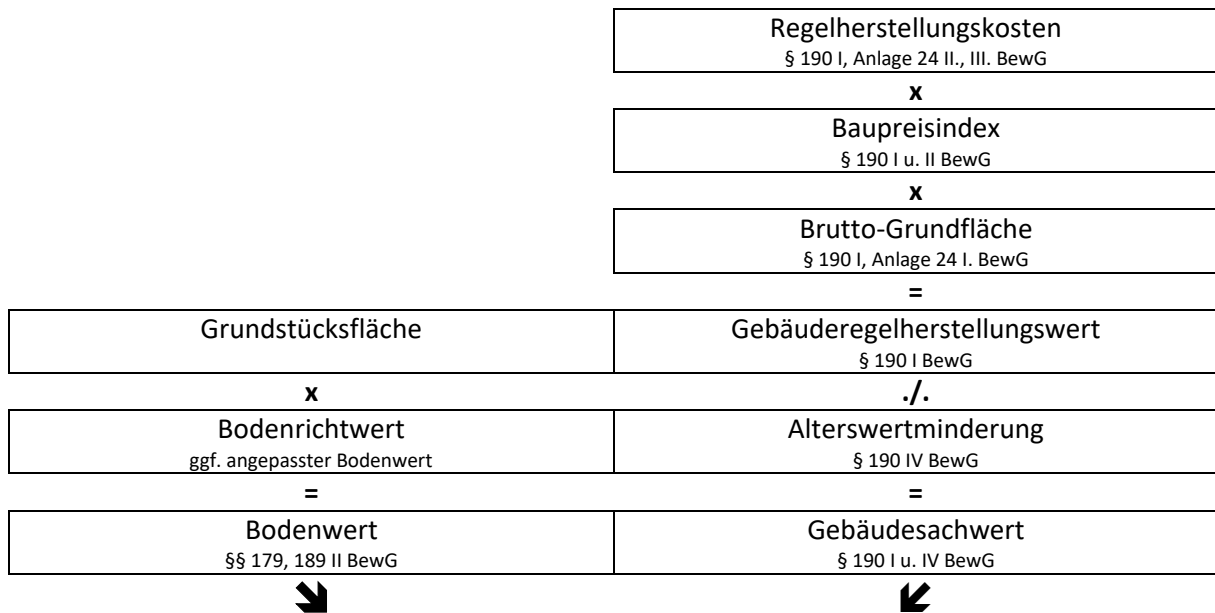 Regelherstellungskosten
§ 190 I, Anlage 24 II., III. BewG
x
Baupreisindex
§ 190 I u. II BewG
x
Brutto-Grundfläche
§ 190 I, Anlage 24 I. BewG
=
Grundstücksfläche
Gebäuderegelherstellungswert
§ 190 I BewG
x
./.
Bodenrichtwert
ggf. angepasster Bodenwert
Alterswertminderung
§ 190 IV BewG
=
=
Bodenwert
§§ 179, 189 II BewG
Gebäudesachwert
§ 190 I u. IV BewG